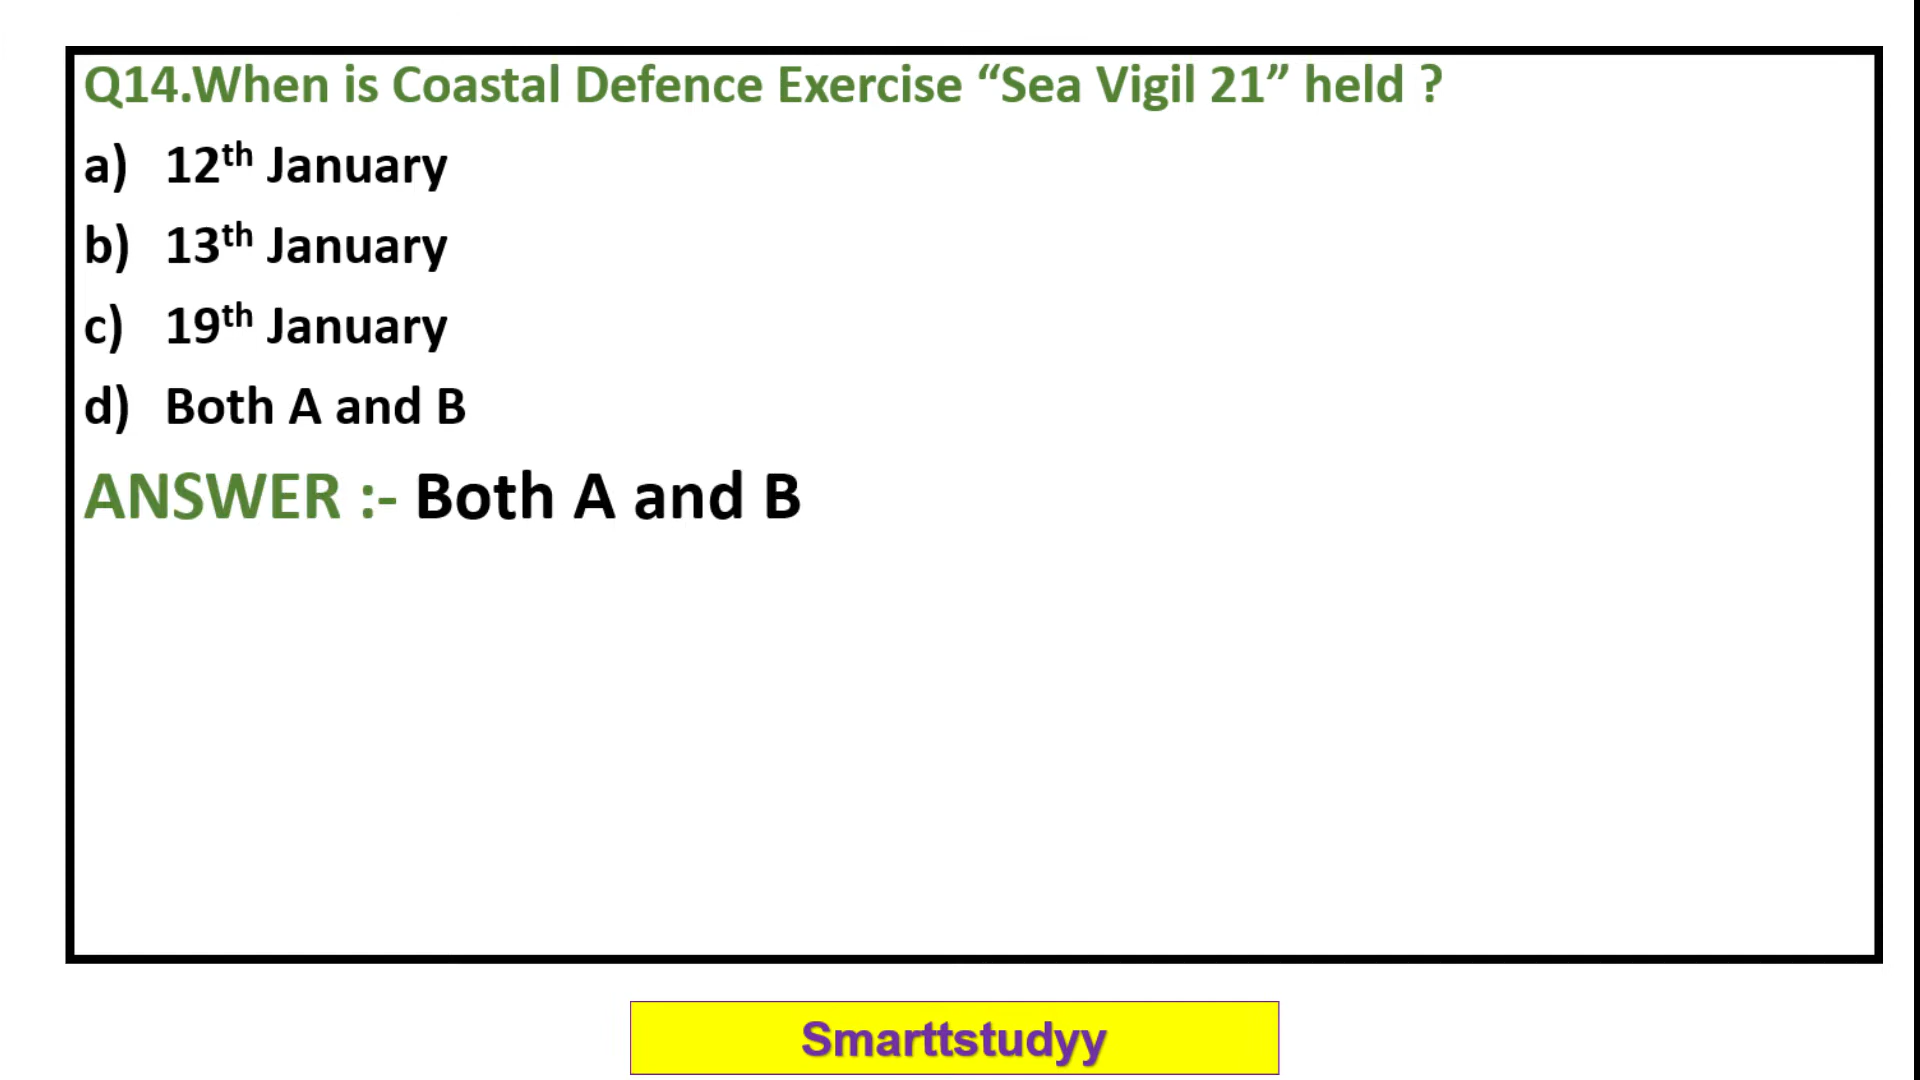 Q14.When is Coastal Defence Exercise “Sea Vigil 21” held ?
a) 12th January
b) 13th January
c) 19th January
d) Both A and B
ANSWER :- Both A and B
Smarttstudyy